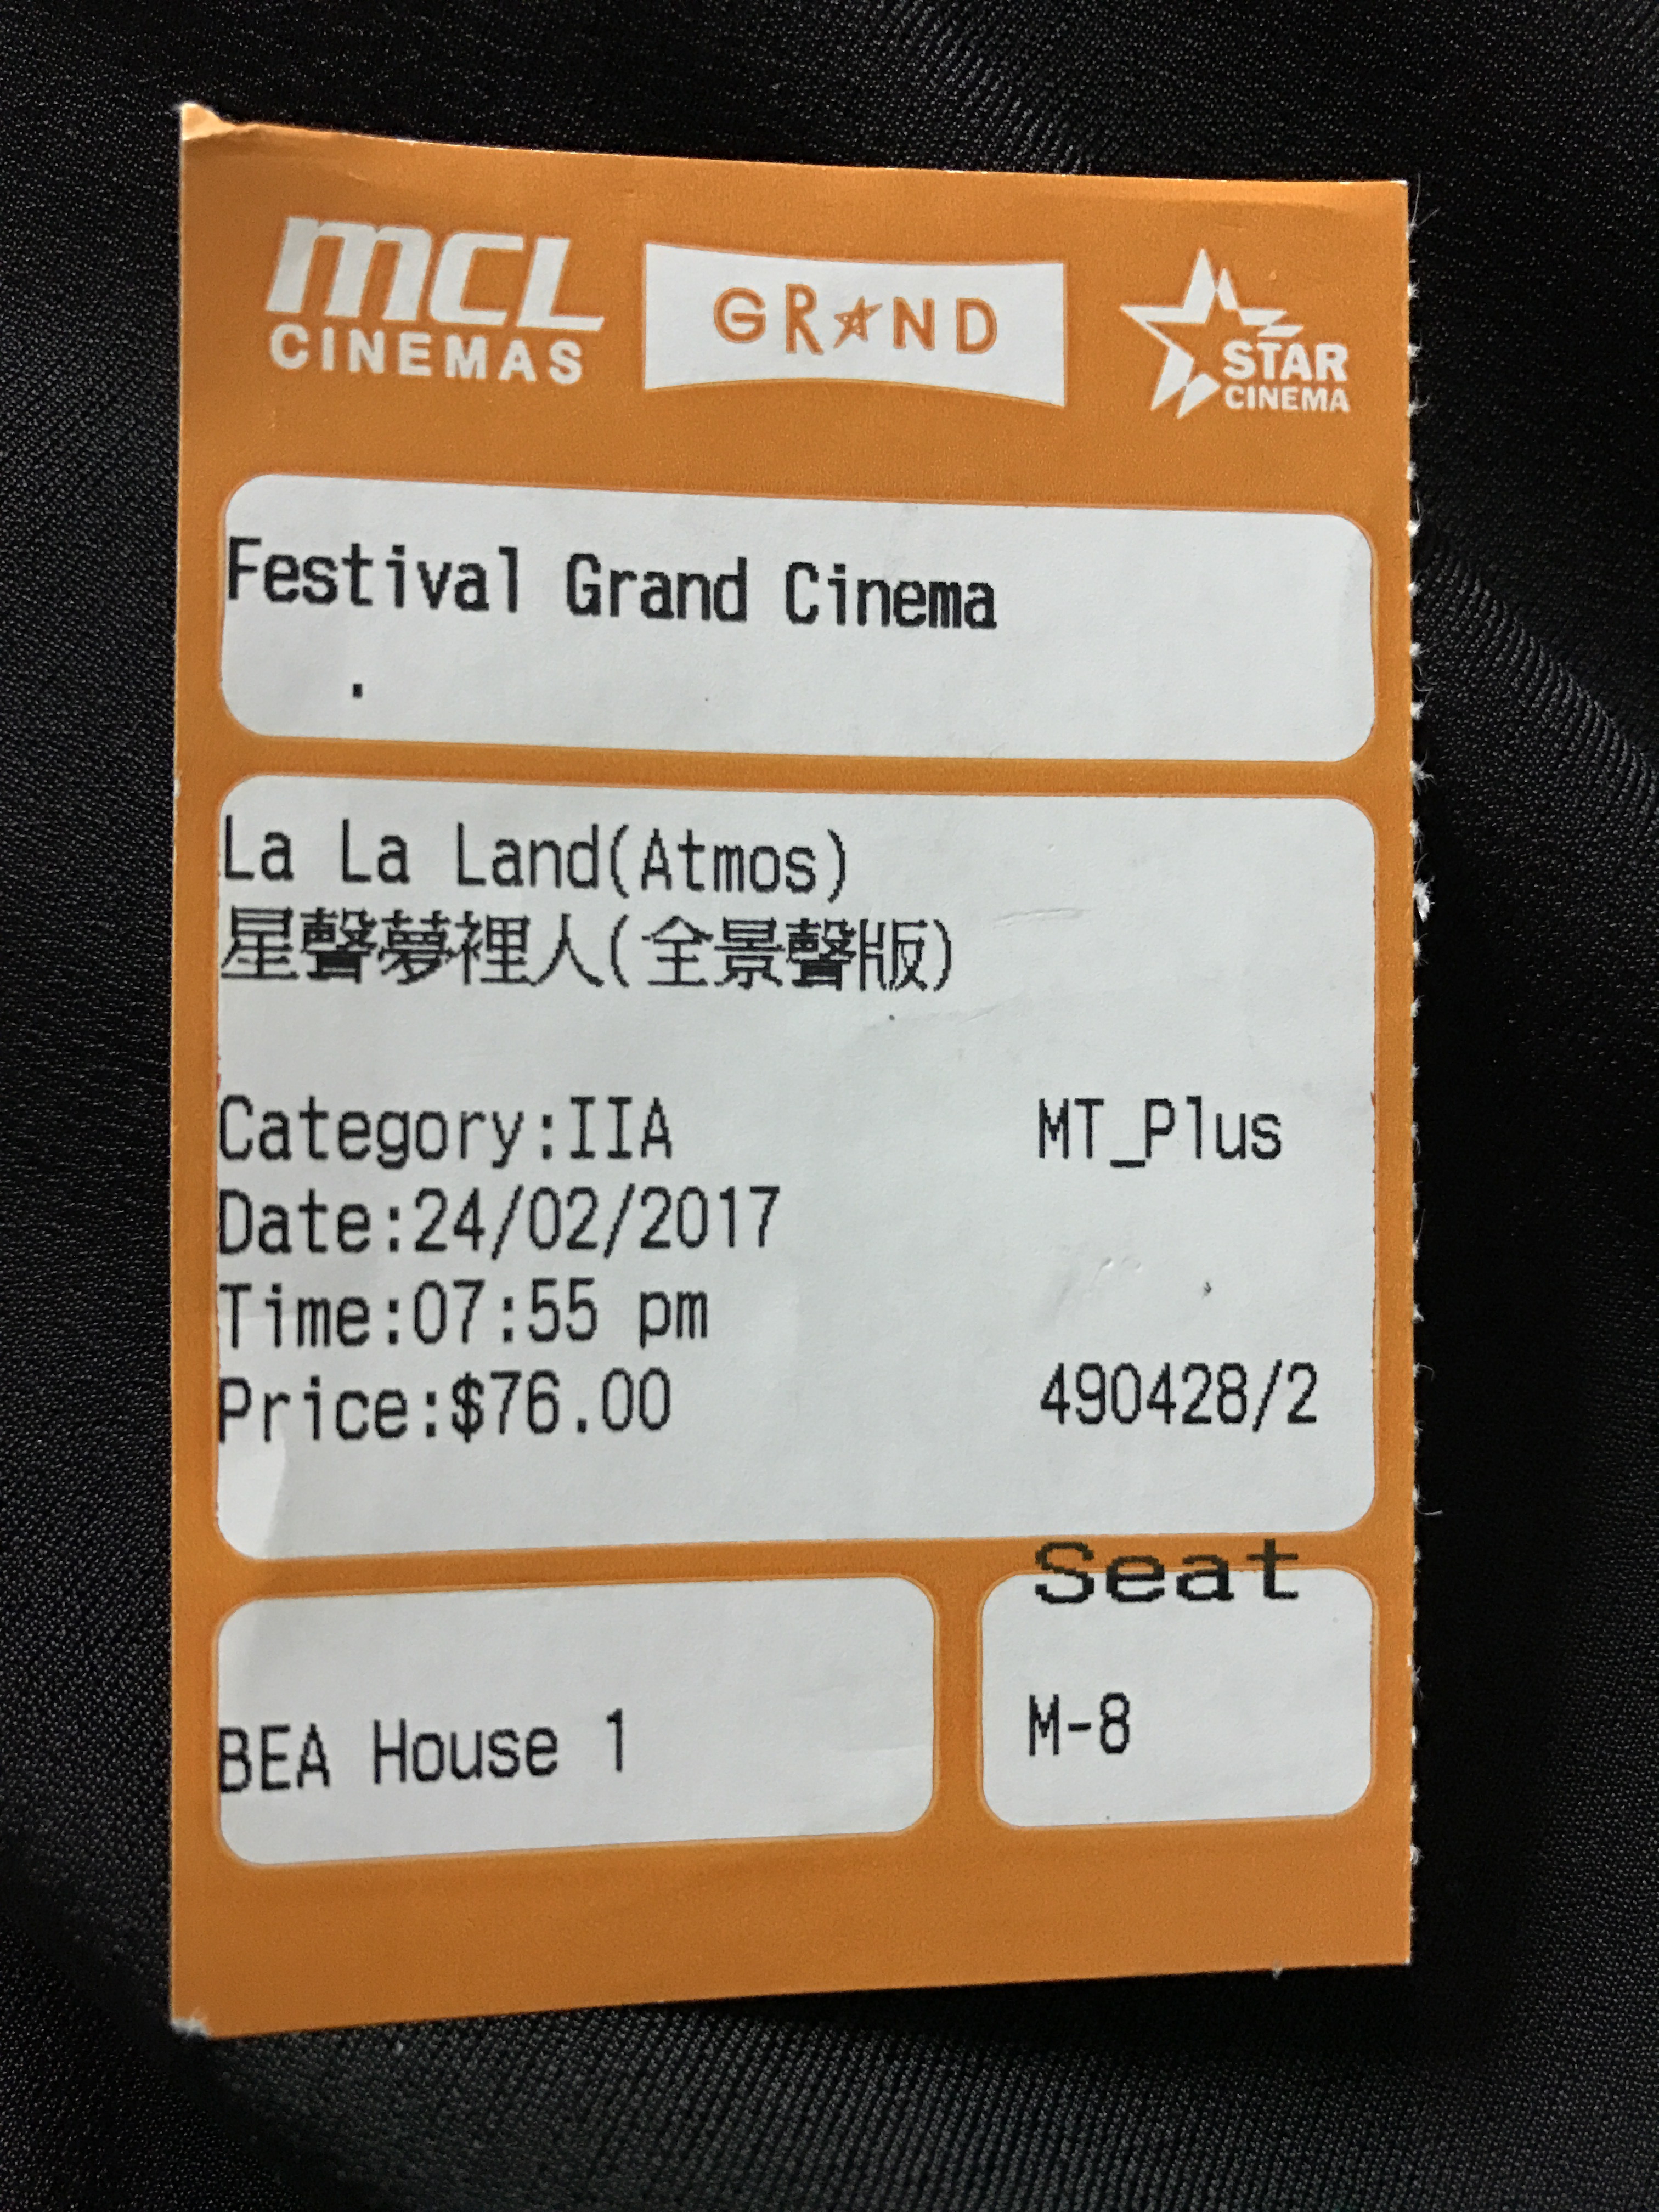 MCL
CINEMAS
GRAND
STAR
CINEMA
Festival Grand Cinema
.
La La Land(Atmos)
星聲夢裡人(全景聲版)
Category:IIA MT_Plus
Date:24/02/2017
Time:07:55 pm
Price:$76.00 490428/2
Seat
BEA House 1 M-8